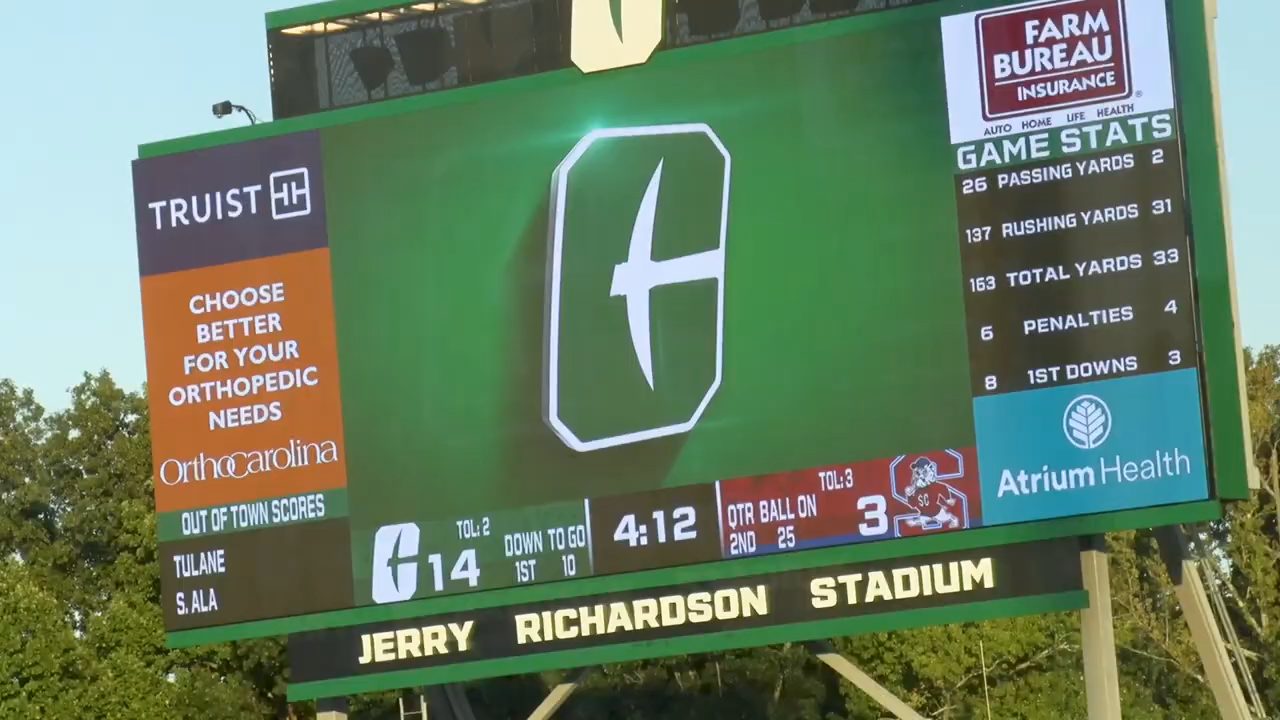 TRUIST
CHOOSE
BETTER
FOR YOUR
ORTHOPEDIC
NEEDS
OrthoCarolina
OUT OF TOWN SCORES
TULANE
S. ALA
FARM
BUREAU
INSURANCE
AUTO HOME LIFE HEALTH
GAME STATS
26 PASSING YARDS 2
137 RUSHING YARDS 31
163 TOTAL YARDS 33
6 PENALTIES 4
8 1ST DOWNS 3
Atrium Health
C 14
TOL: 2
DOWN TO GO
1ST 10
4:12
QTR BALL ON
2ND 25
TOL: 3
3
SC
JERRY RICHARDSON STADIUM